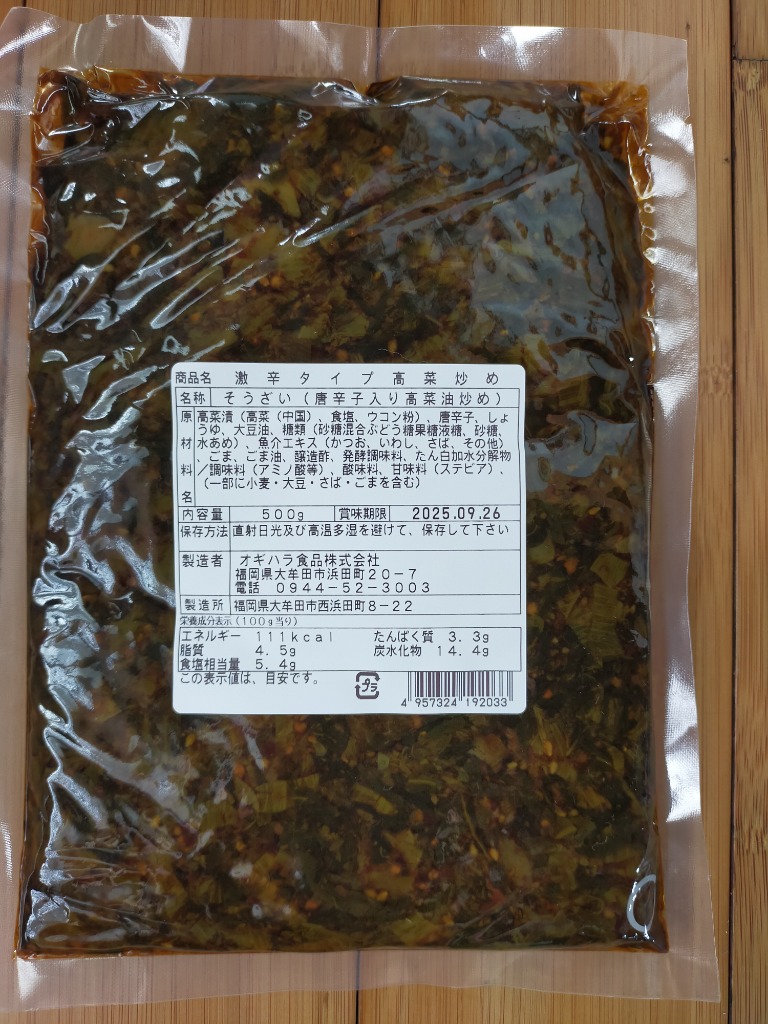 商品名 激辛タイプ高菜炒め
名称 そうざい(唐辛子入り高菜油炒め)
原材料名 高菜漬(高菜(中国)、食塩、ウコン粉)、唐辛子、しょ
うゆ、大豆油、糖類(砂糖混合ぶどう糖果糖液糖、砂糖、
水あめ)、魚介エキス(かつお、いわし、さば、その他)
、ごま、ごま油、醸造酢、発酵調味料、たん白加水分解物
/調味料(アミノ酸等)、酸味料、甘味料(ステビア)、
(一部に小麦・大豆・さば・ごまを含む)
内容量 500g 賞味期限 2025.09.26
保存方法 直射日光及び高温多湿を避けて、保存して下さい
製造者 オギハラ食品株式会社
福岡県大牟田市浜田町20-7
電話 0944-52-3003
製造所 福岡県大牟田市西浜田町8-22
栄養成分表示(100g当り)
エネルギー 111kcal たんぱく質 3.3g
脂質 4.5g 炭水化物 14.4g
食塩相当量 5.4g
この表示値は、目安です。
プラ
4 957324 192033